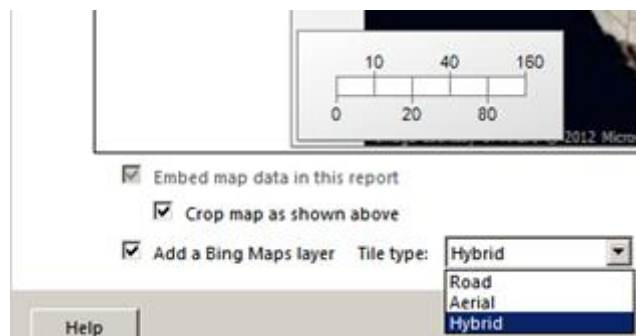 10 40 160
0 20 80
2012 Micros
Embed map data in this report
Crop map as shown above
Add a Bing Maps layer Tile type: Hybrid
Road
Aerial
Hybrid
Help